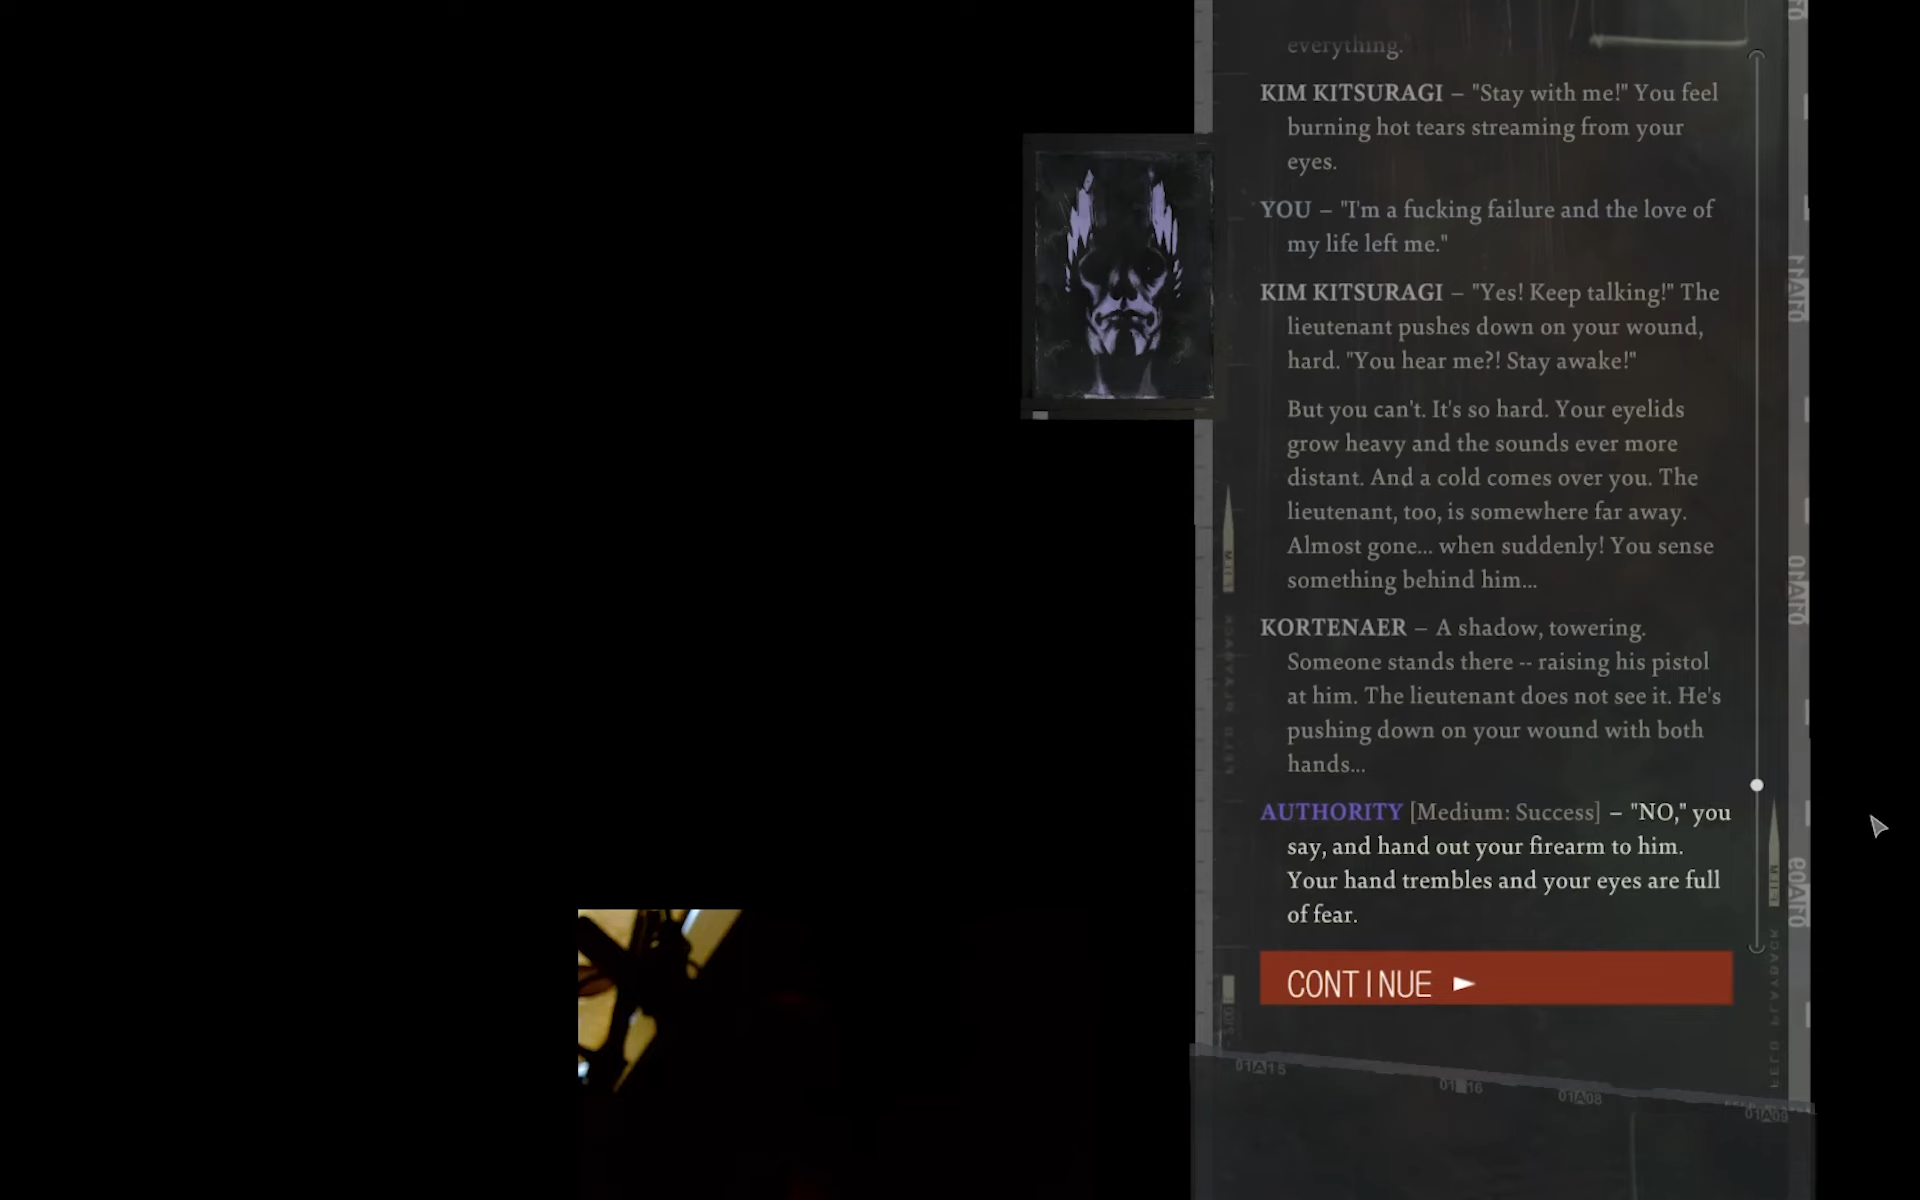 everything.
KIM KITSURAGI – "Stay with me!" You feel
burning hot tears streaming from your
eyes.
YOU – "I'm a fucking failure and the love of
my life left me."
KIM KITSURAGI – "Yes! Keep talking!" The
lieutenant pushes down on your wound,
hard. "You hear me?! Stay awake!"
But you can't. It's so hard. Your eyelids
grow heavy and the sounds ever more
distant. And a cold comes over you. The
lieutenant, too, is somewhere far away.
Almost gone... when suddenly! You sense
something behind him...
KORTENAER – A shadow, towering.
Someone stands there -- raising his pistol
at him. The lieutenant does not see it. He's
pushing down on your wound with both
hands...
AUTHORITY [Medium: Success] – "NO," you
say, and hand out your firearm to him.
Your hand trembles and your eyes are full
of fear.
CONTINUE
01A15
01A08
01A09